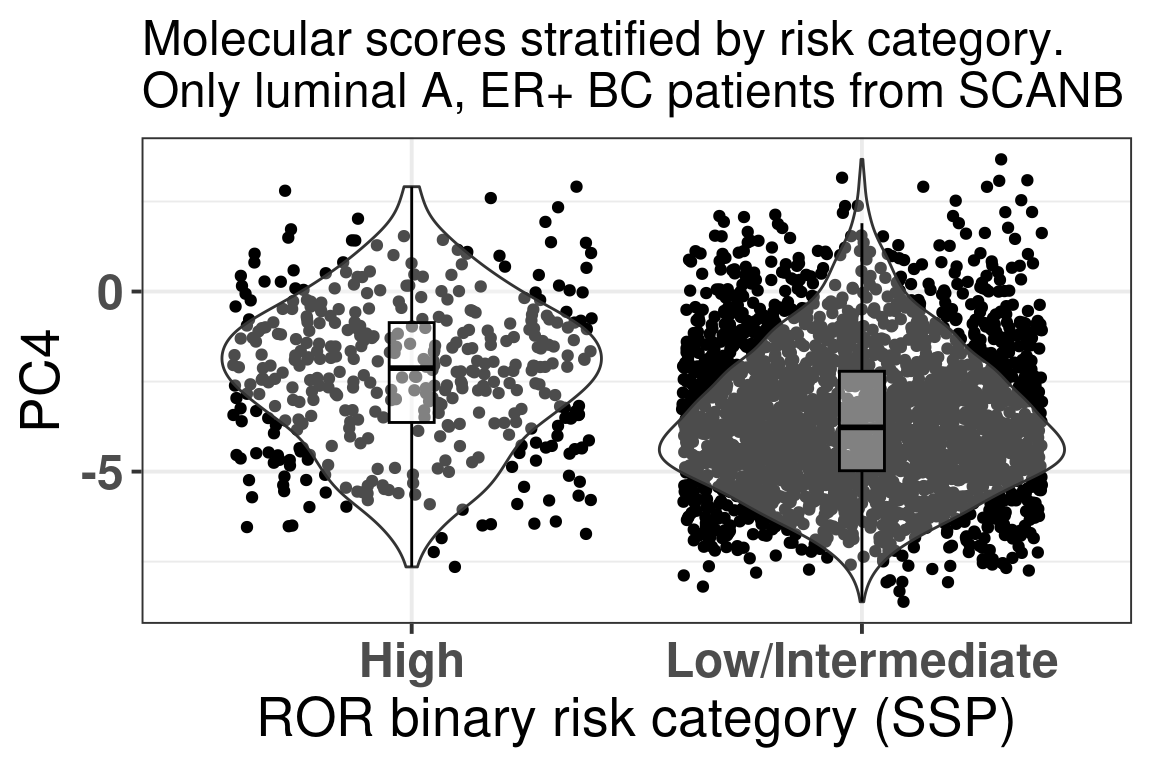 Molecular scores stratified by risk category.
Only luminal A, ER+ BC patients from SCANB
PC4
0
-5
High
Low/Intermediate
ROR binary risk category (SSP)